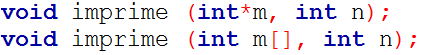 void imprime (int*m, int n);
void imprime (int m[], int n);